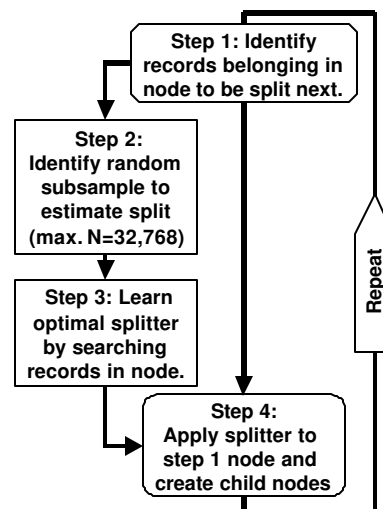 Step 1: Identify
records belonging in
node to be split next.
Step 2:
Identify random
subsample to
estimate split
(max. N=32,768)
Step 3: Learn
optimal splitter
by searching
records in node.
Step 4:
Apply splitter to
step 1 node and
create child nodes
Repeat